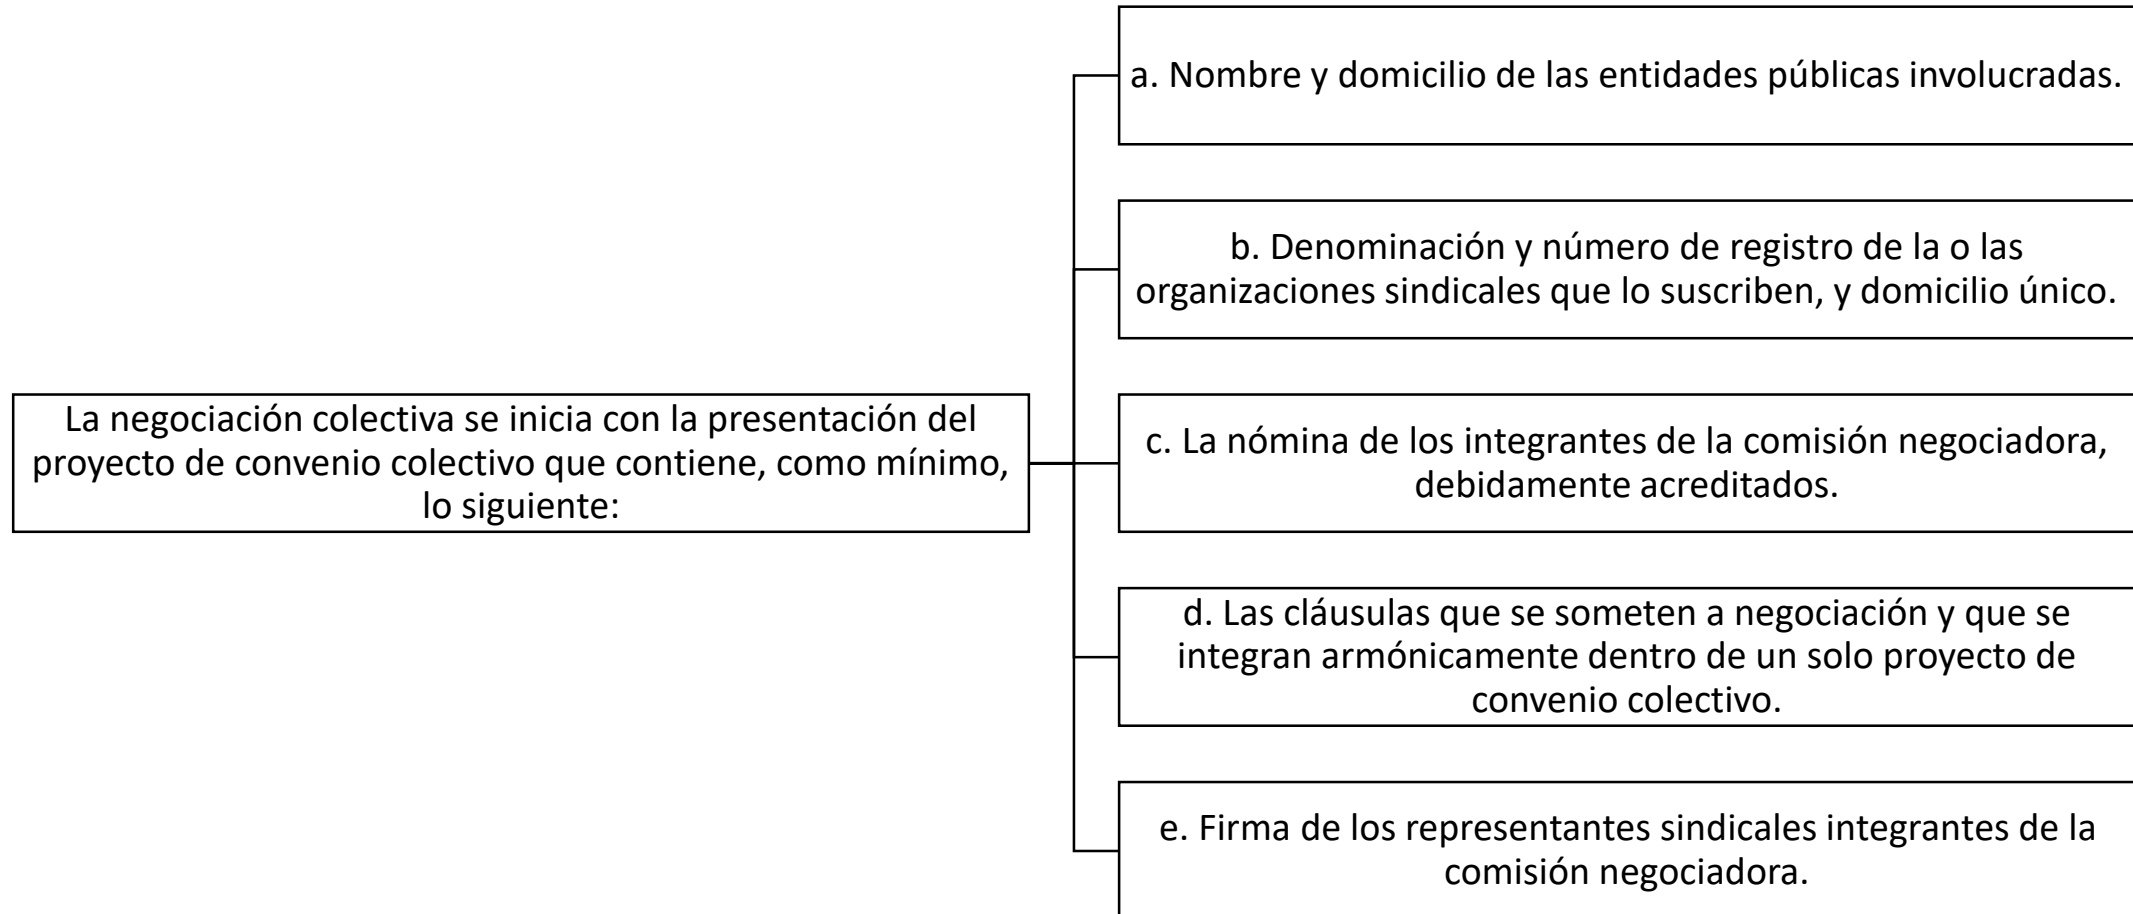 La negociación colectiva se inicia con la presentación del
proyecto de convenio colectivo que contiene, como mínimo,
lo siguiente:
a. Nombre y domicilio de las entidades públicas involucradas.
b. Denominación y número de registro de la o las
organizaciones sindicales que lo suscriben, y domicilio único.
c. La nómina de los integrantes de la comisión negociadora,
debidamente acreditados.
d. Las cláusulas que se someten a negociación y que se
integran armónicamente dentro de un solo proyecto de
convenio colectivo.
e. Firma de los representantes sindicales integrantes de la
comisión negociadora.